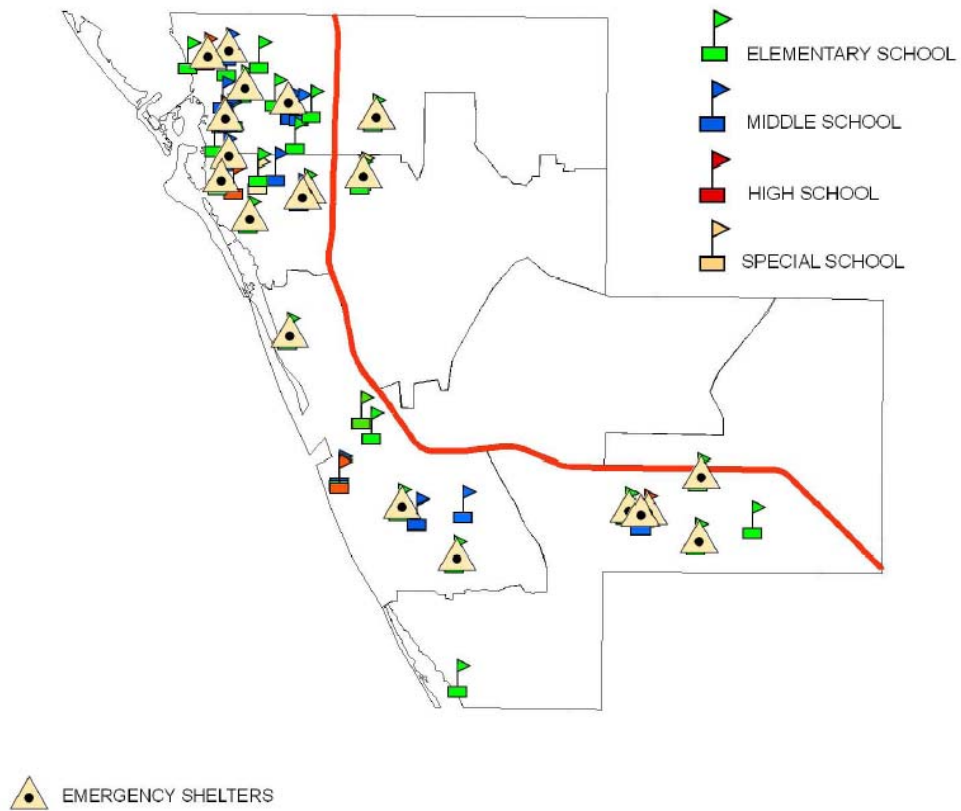 ELEMENTARY SCHOOL
MIDDLE SCHOOL
HIGH SCHOOL
SPECIAL SCHOOL
EMERGENCY SHELTERS